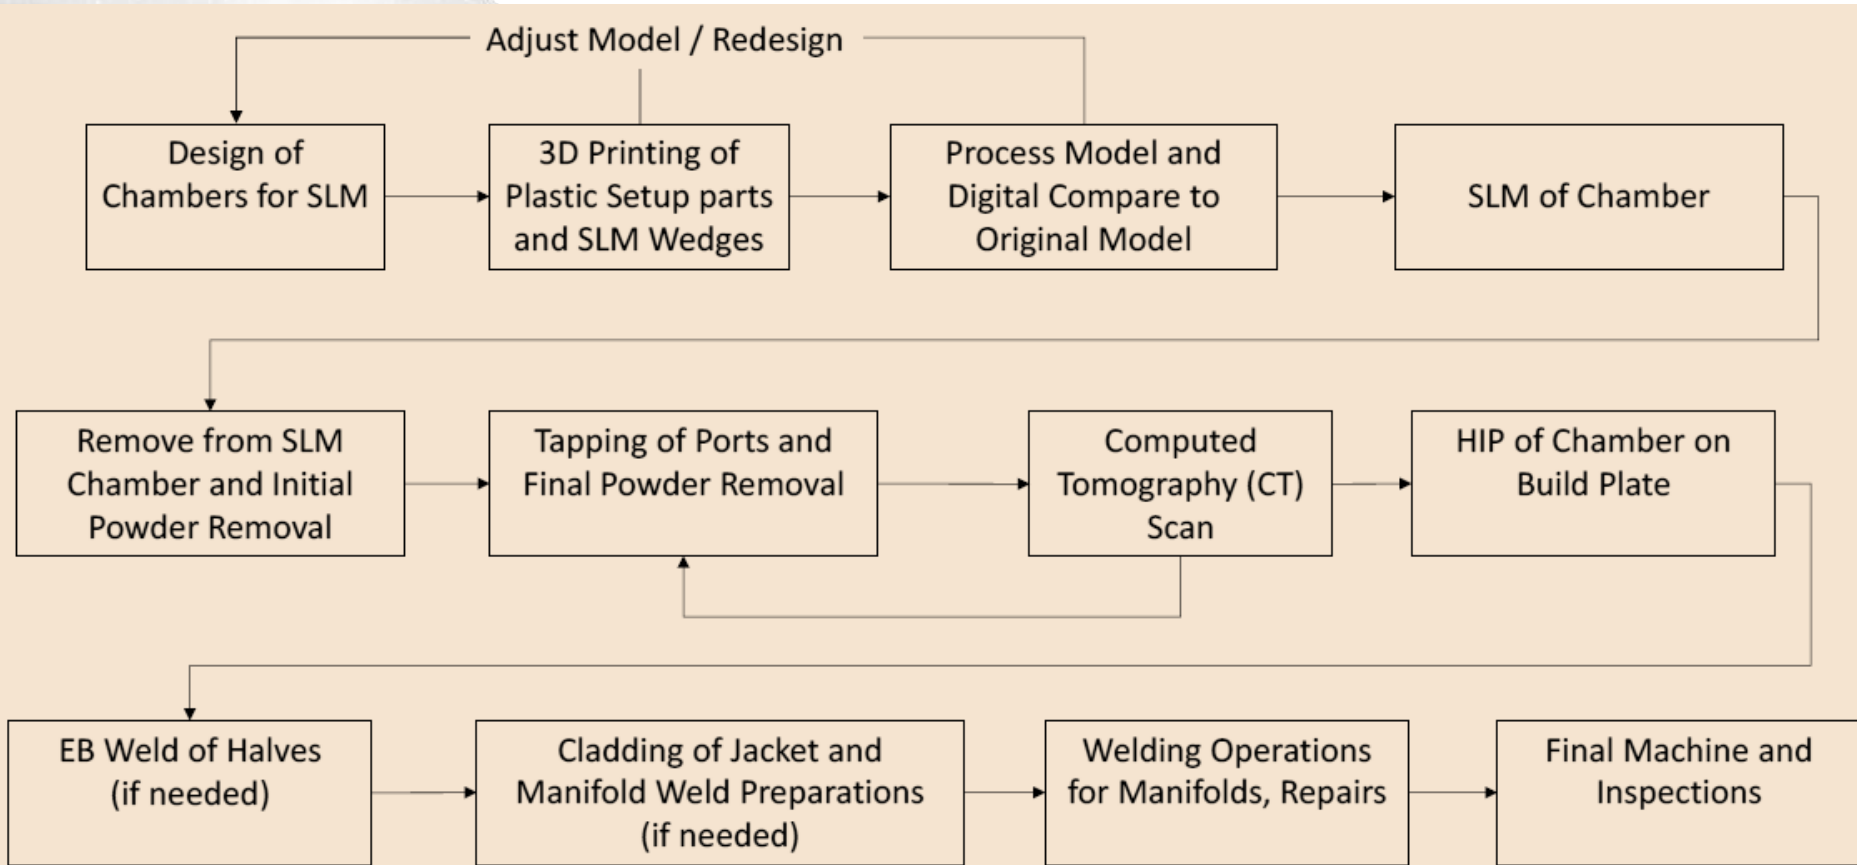 Adjust Model / Redesign
Design of
Chambers for SLM
3D Printing of
Plastic Setup parts
and SLM Wedges
Process Model and
Digital Compare to
Original Model
SLM of Chamber
Remove from SLM
Chamber and Initial
Powder Removal
Tapping of Ports and
Final Powder Removal
Computed
Tomography (CT)
Scan
HIP of Chamber on
Build Plate
EB Weld of Halves
(if needed)
Cladding of Jacket and
Manifold Weld Preparations
(if needed)
Welding Operations
for Manifolds, Repairs
Final Machine and
Inspections